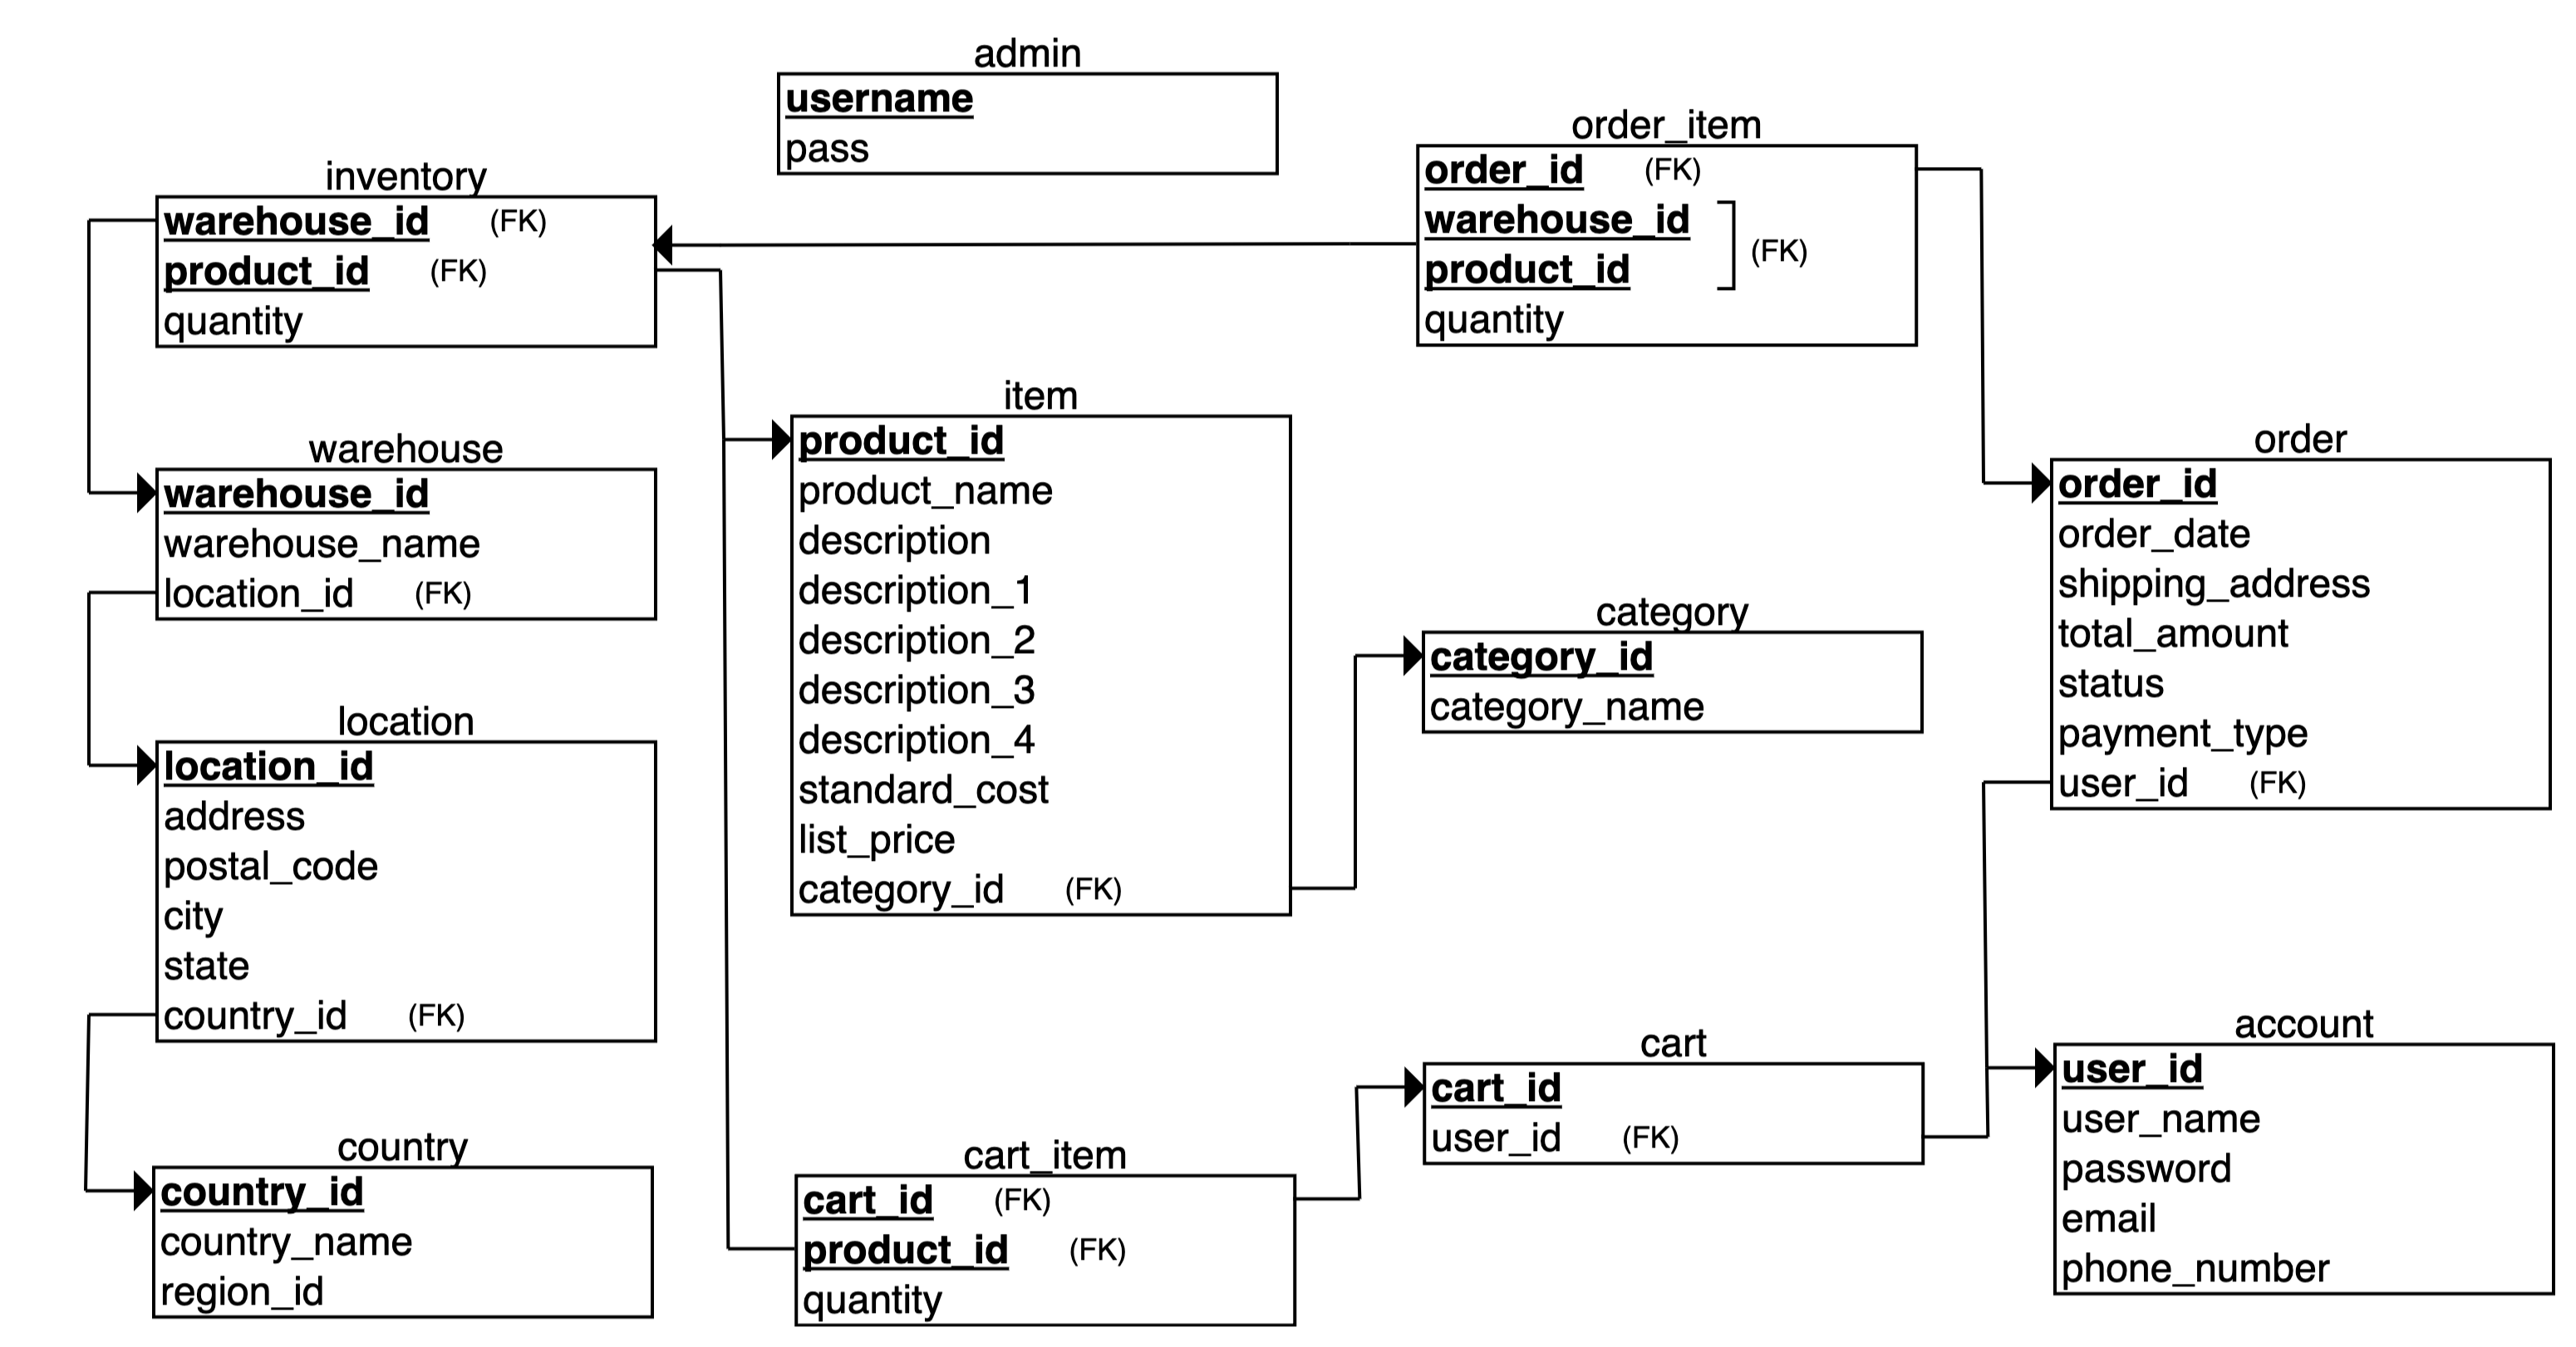 admin
username
pass
order_item
order_id (FK)
warehouse_id
product_id
(FK)
quantity
inventory
warehouse_id (FK)
product_id (FK)
quantity
item
product_id
product_name
description
description_1
description_2
description_3
description_4
standard_cost
list_price
category_id (FK)
order
order_id
order_date
shipping_address
total_amount
status
payment_type
user_id (FK)
warehouse
warehouse_id
warehouse_name
location_id (FK)
category
category_id
category_name
location
location_id
address
postal_code
city
state
country_id (FK)
account
user_id
user_name
password
email
phone_number
cart
cart_id
user_id (FK)
country
country_id
country_name
region_id
cart_item
cart_id (FK)
product_id (FK)
quantity